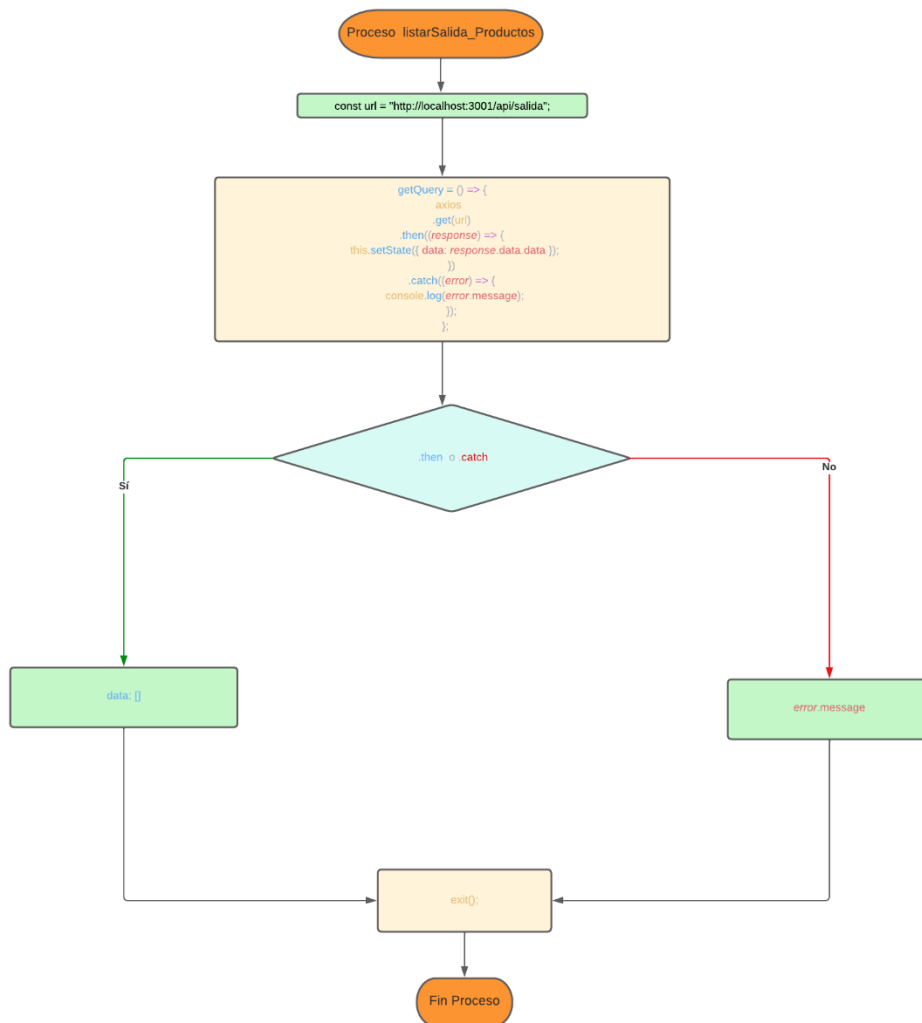 Proceso listarSalida_Productos
const url = "http://localhost:3001/api/salida";
getQuery = () => {
axios
.get(url)
.then((response) => {
this.setState({ data: response.data.data });
})
.catch((error) => {
console.log(error.message);
});
};
.then o .catch
Sí
No
data: []
error.message
exit();
Fin Proceso